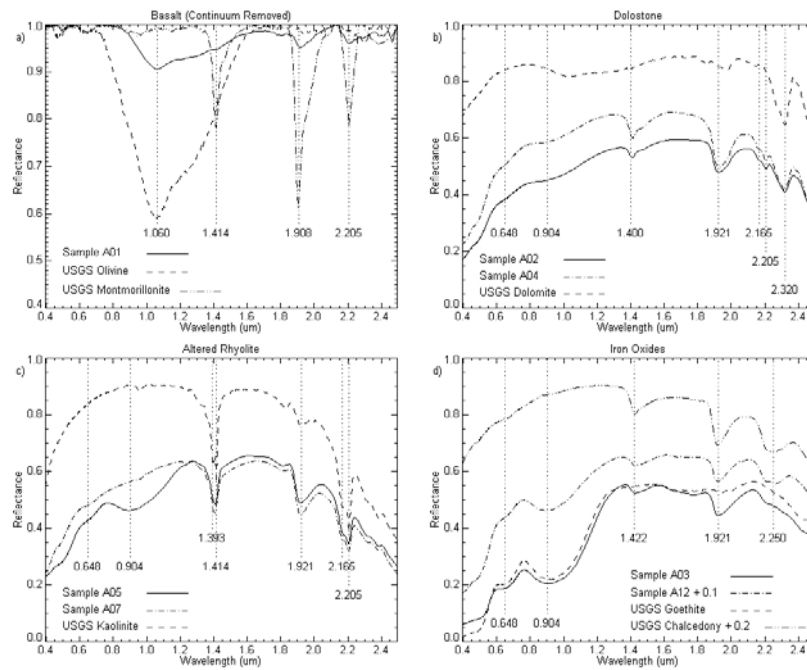 Basalt (Continuum Removed)
a)
1.0
0.9
0.8
0.7
0.6
0.5
0.4
Reflectance
1.060
1.414
1.908
2.205
Sample A01
USGS Olivine
USGS Montmorillonite
0.4 0.6 0.8 1.0 1.2 1.4 1.6 1.8 2.0 2.2 2.4
Wavelength (um)
Dolostone
b)
1.0
0.8
0.6
0.4
0.2
0.0
Reflectance
0.648
0.904
1.400
1.921
2.165
2.205
2.320
Sample A02
Sample A04
USGS Dolomite
0.4 0.6 0.8 1.0 1.2 1.4 1.6 1.8 2.0 2.2 2.4
Wavelength (um)
Altered Rhyolite
c)
1.0
0.8
0.6
0.4
0.2
0.0
Reflectance
0.648
0.904
1.393
1.414
1.921
2.165
2.205
Sample A05
Sample A07
USGS Kaolinite
0.4 0.6 0.8 1.0 1.2 1.4 1.6 1.8 2.0 2.2 2.4
Wavelength (um)
Iron Oxides
d)
1.0
0.8
0.6
0.4
0.2
0.0
Reflectance
1.422
1.921
2.250
0.648
0.904
Sample A03
Sample A12 + 0.1
USGS Goethite
USGS Chalcedony + 0.2
0.4 0.6 0.8 1.0 1.2 1.4 1.6 1.8 2.0 2.2 2.4
Wavelength (um)